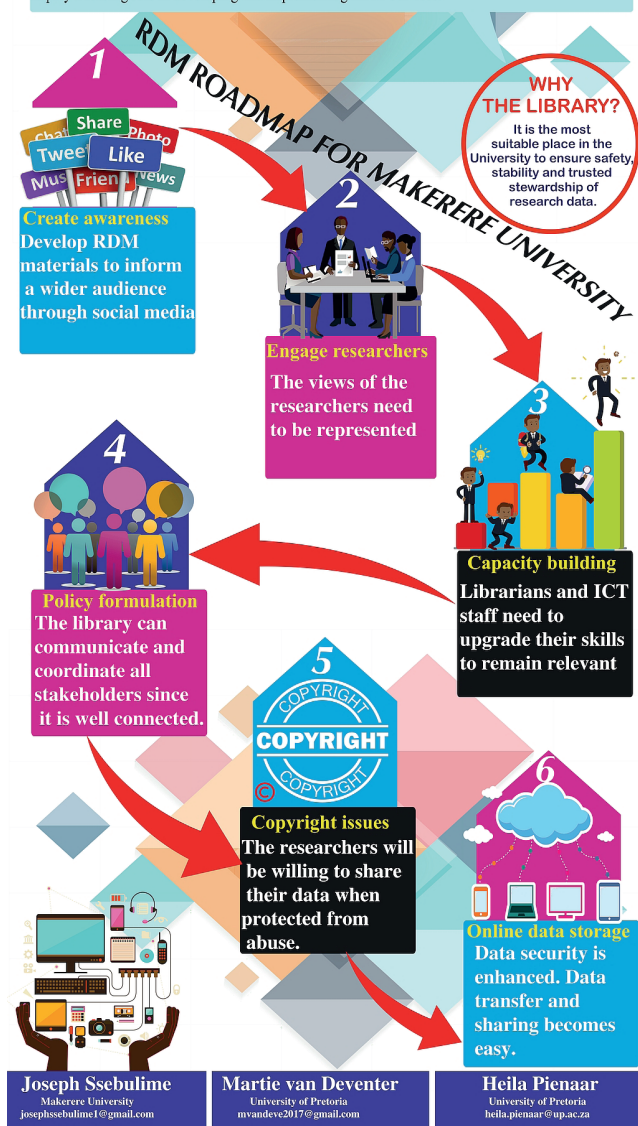 RDM ROADMAP FOR MAKERERE UNIVERSITY
WHY
THE LIBRARY?
It is the most
suitable place in the
University to ensure safety,
stability and trusted
stewardship of
research data.
1
Chat
Share
Photo
Tweet
Like
Mus
Friend
News
Create awareness
Develop RDM
materials to inform
a wider audience
through social media
2
Engage researchers
The views of the
researchers need
to be represented
3
Capacity building
Librarians and ICT
staff need to
upgrade their skills
to remain relevant
4
Policy formulation
The library can
communicate and
coordinate all
stakeholders since
it is well connected.
5
COPYRIGHT
COPYRIGHT
COPYRIGHT
©
Copyright issues
The researchers will
be willing to share
their data when
protected from
abuse.
6
Online data storage
Data security is
enhanced. Data
transfer and
sharing becomes
easy.
Joseph Ssebulime
Makerere University
josephssebulime1@gmail.com
Martie van Deventer
University of Pretoria
mvandeve2017@gmail.com
Heila Pienaar
University of Pretoria
heila.pienaar@up.ac.za